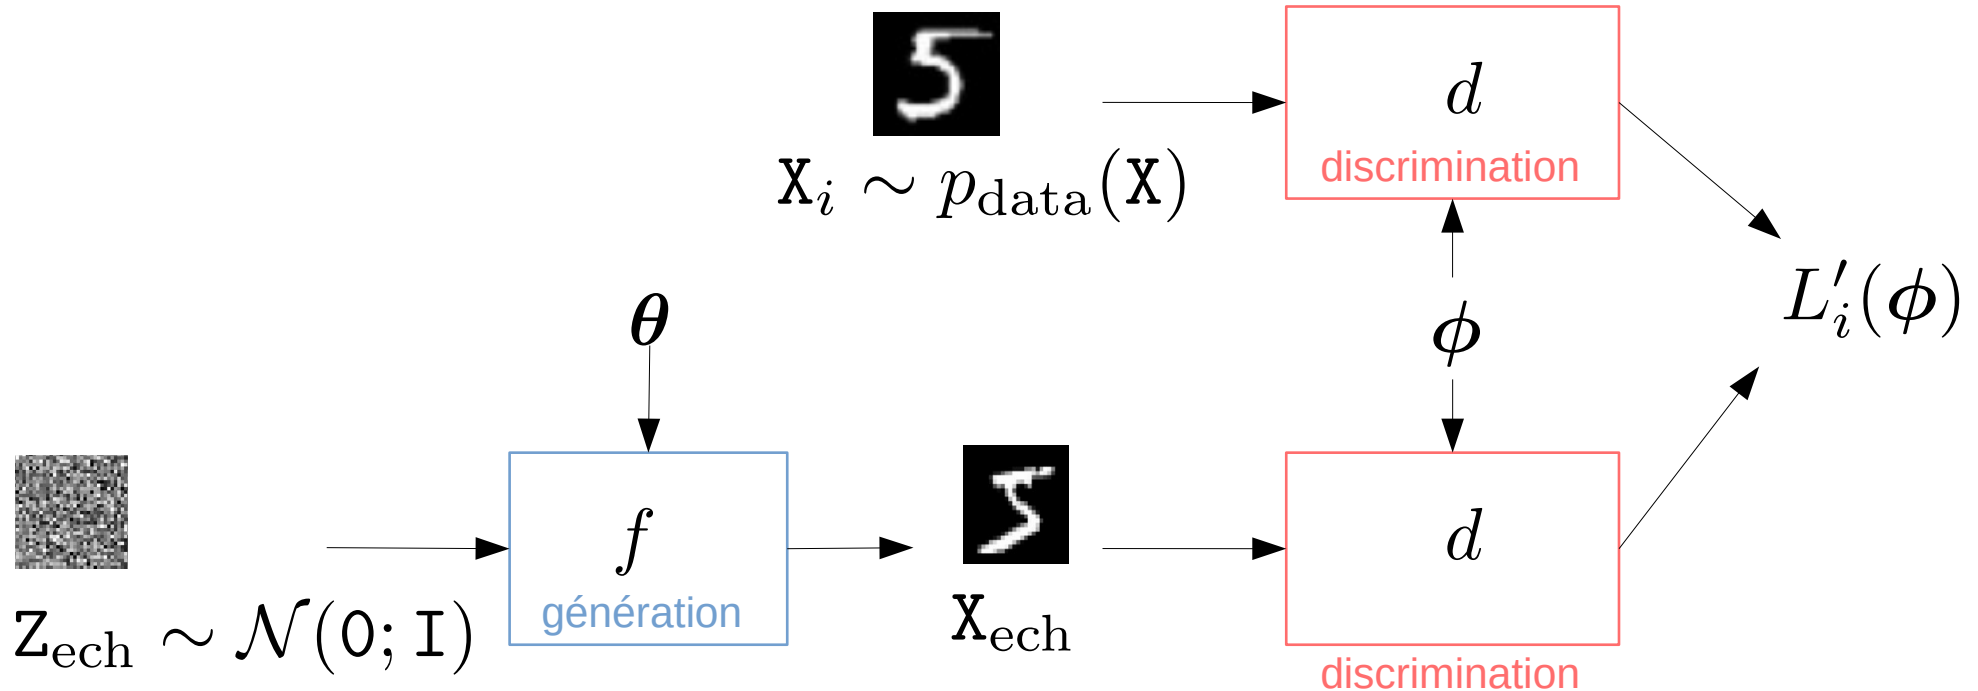 d
discrimination
X_i ∼ p_data(X)
θ
ϕ
L′_i(ϕ)
f
génération
d
Z_ech ∼ 𝒩(0; I)
X_ech
discrimination